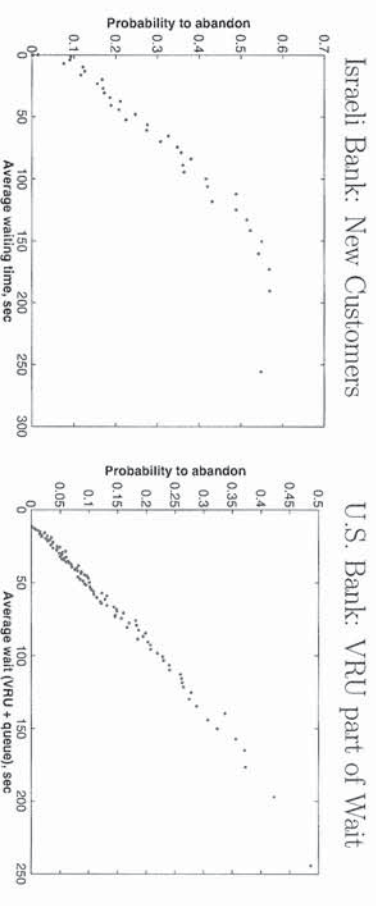 Israeli Bank: New Customers
Probability to abandon
0.7
0.6
0.5
0.4
0.3
0.2
0.1
0
0 50 100 150 200 250 300
Average waiting time, sec
U.S. Bank: VRU part of Wait
Probability to abandon
0.5
0.45
0.4
0.35
0.3
0.25
0.2
0.15
0.1
0.05
0
0 50 100 150 200 250
Average wait (VRU + queue), sec